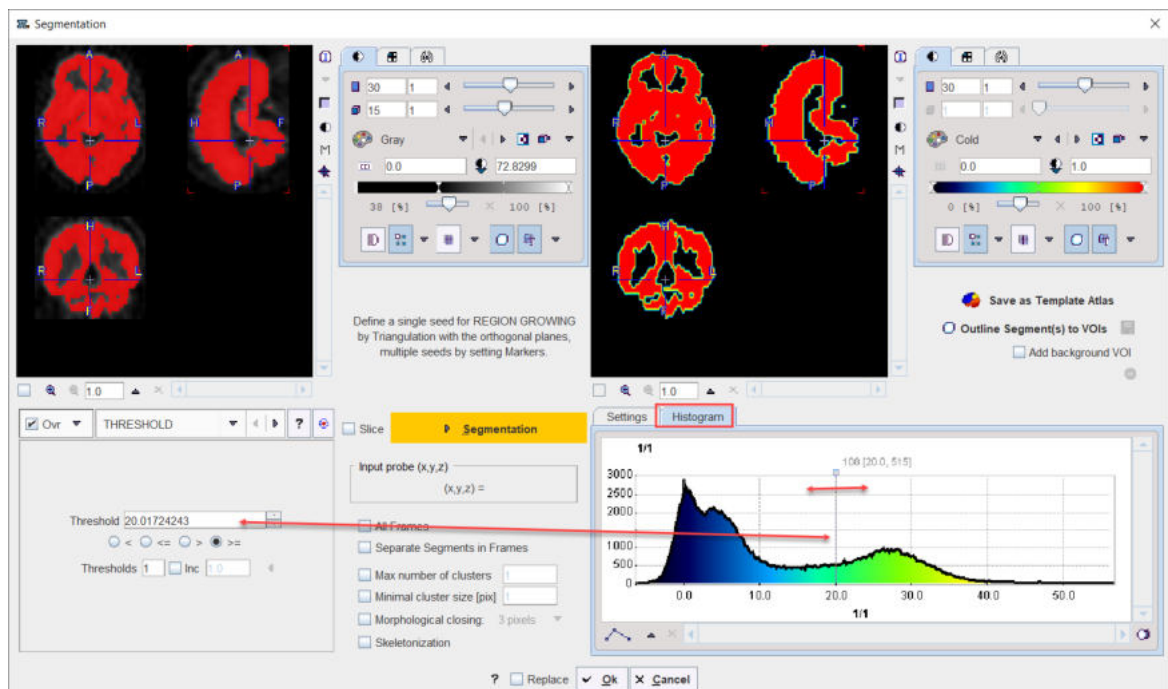 Segmentation
A
A
R
L
H
F
P
P
H
R
L
F
30
1
15
1
Gray
0.0
72.8299
38 [%]
100 [%]
Define a single seed for REGION GROWING
by Triangulation with the orthogonal planes,
multiple seeds by setting Markers.
M
1.0
A
A
R
L
H
F
P
P
H
R
L
F
M
1.0
30
1
1
1
Cold
0.0
1.0
0 [%]
100 [%]
Save as Template Atlas
Outline Segment(s) to VOIs
Add background VOI
Ovr
THRESHOLD
?
Threshold 20.01724243
< <= > >=
Thresholds 1 Inc 1.0
Slice
Segmentation
Input probe (x,y,z)
(x,y,z) =
All Frames
Separate Segments in Frames
Max number of clusters 1
Minimal cluster size [pix] 1
Morphological closing: 3 pixels
Skeletonization
Settings
Histogram
1/1
108 [20.0, 515]
3000
2500
2000
1000
500
0
0.0 10.0 20.0 30.0 40.0 50.0
1/1
? Replace Ok Cancel